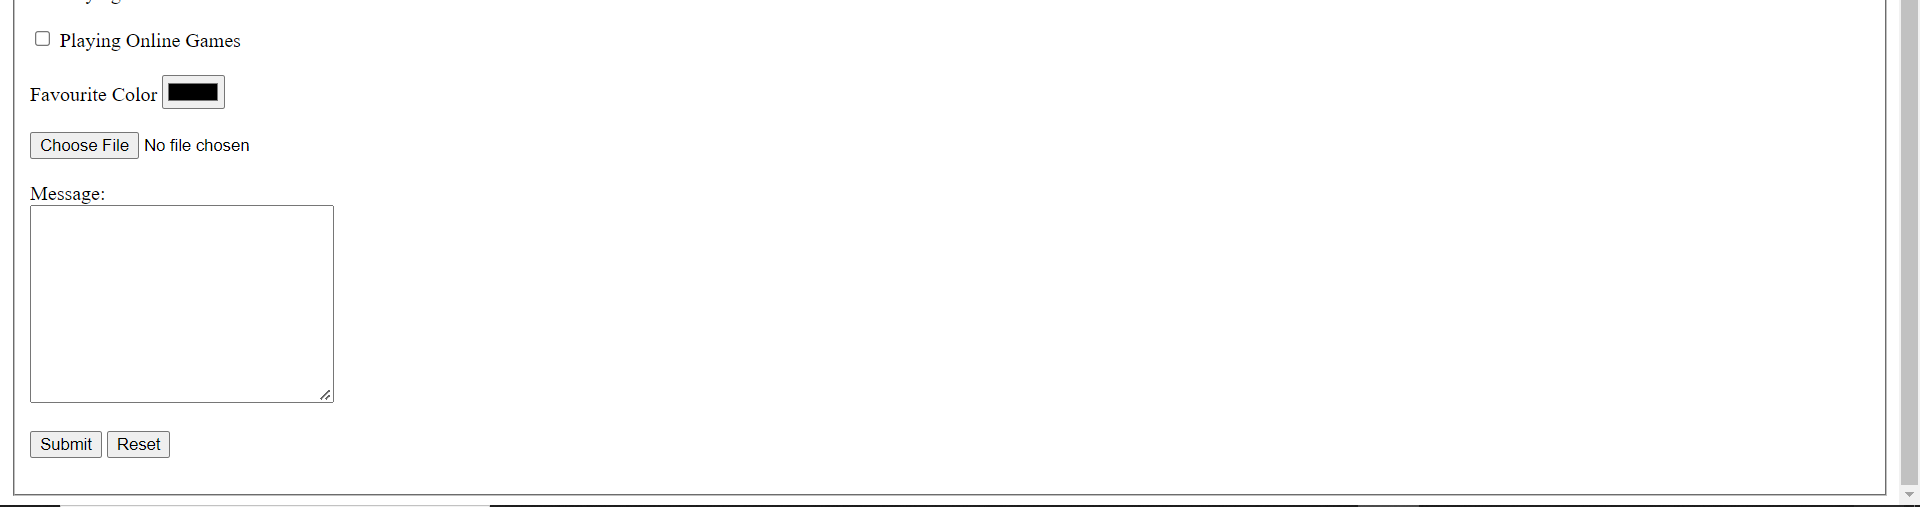 Playing Online Games
Favourite Color
Choose File No file chosen
Message:
Submit Reset